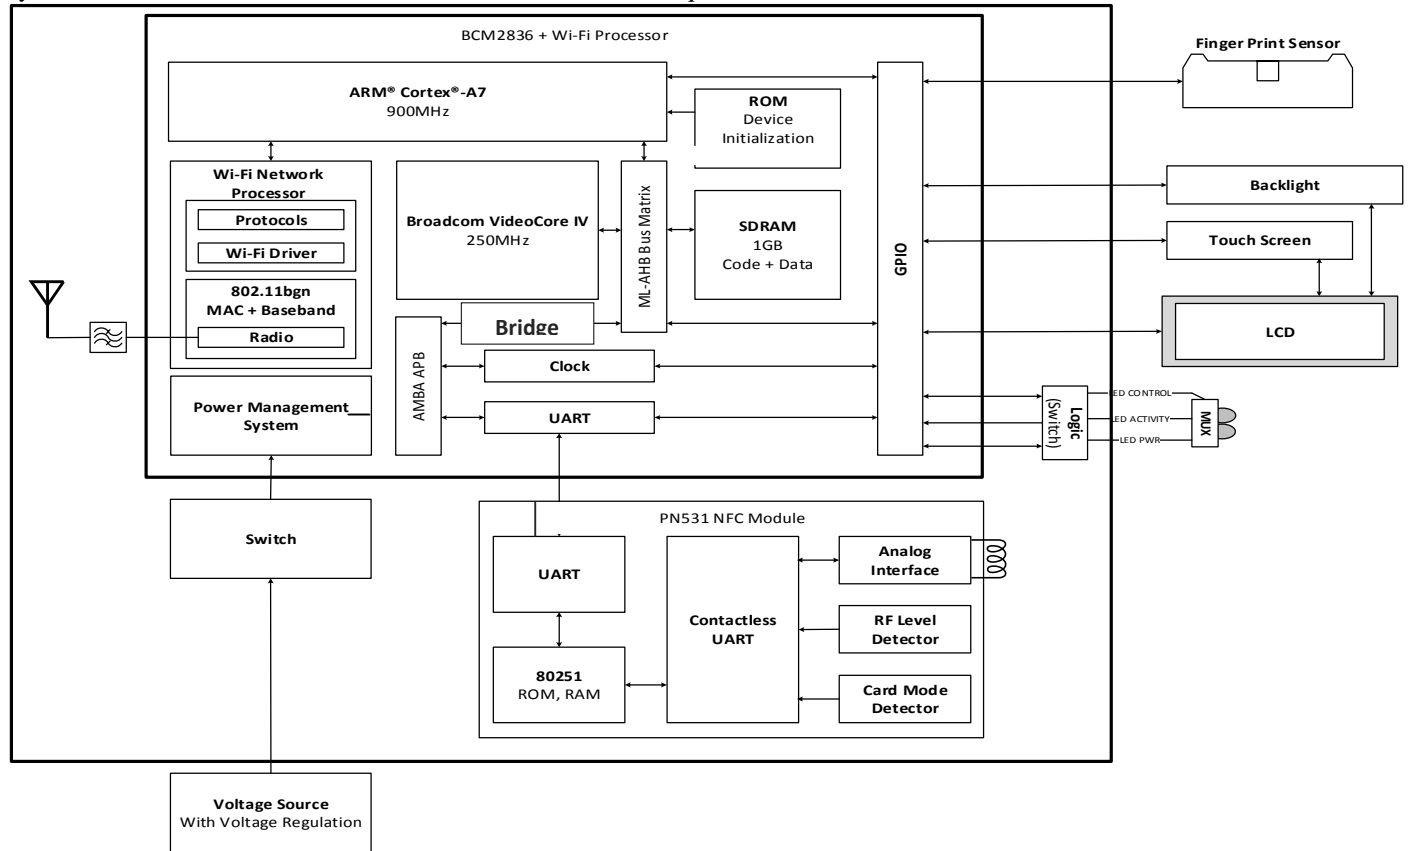 BCM2836 + Wi-Fi Processor
Finger Print Sensor
ARM® Cortex®-A7
900MHz
ROM
Device
Initialization
GPIO
Wi-Fi Network
Processor
Protocols
Wi-Fi Driver
802.11bgn
MAC + Baseband
Radio
Broadcom VideoCore IV
250MHz
ML-AHB Bus Matrix
SDRAM
1GB
Code + Data
Backlight
Touch Screen
LCD
Bridge
AMBA APB
Clock
UART
Power Management
System
Logic
(Switch)
LED CONTROL
LED ACTIVITY
LED PWR
MUX
Switch
PN531 NFC Module
UART
80251
ROM, RAM
Contactless
UART
Analog
Interface
RF Level
Detector
Card Mode
Detector
Voltage Source
With Voltage Regulation